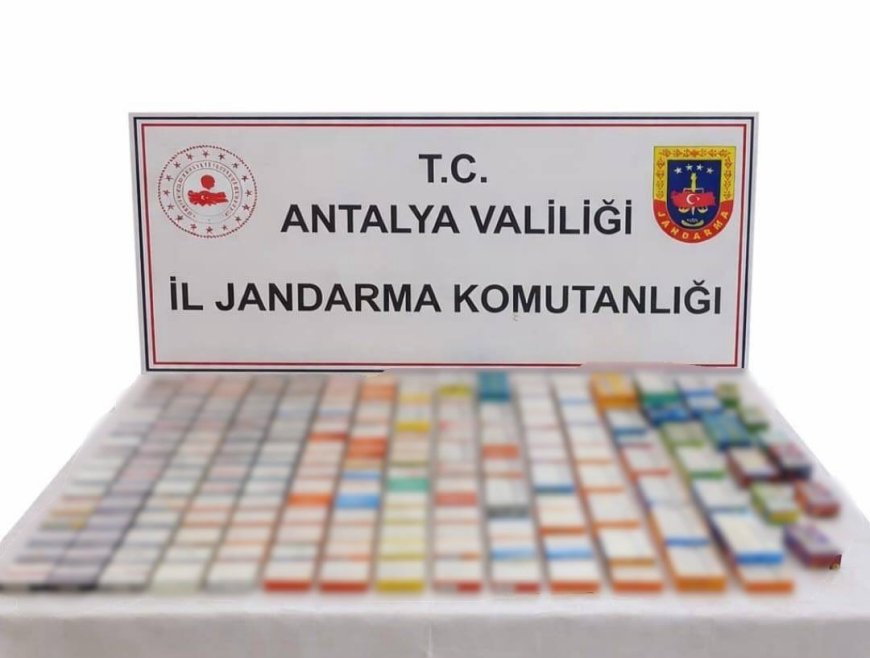 T.C.
ANTALYA VALİLİĞİ
İL JANDARMA KOMUTANLIĞI
JANDARMA